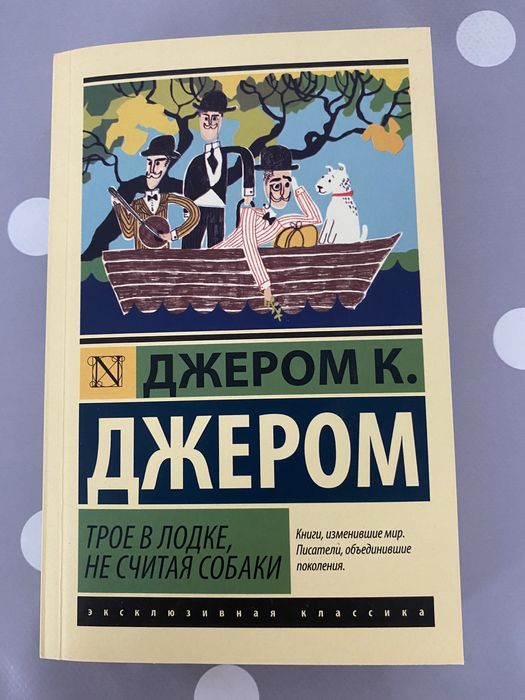 N
ДЖЕРОМ К.
ДЖЕРОМ
ТРОЕ В ЛОДКЕ,
НЕ СЧИТАЯ СОБАКИ
Книги, изменившие мир.
Писатели, объединившие
поколения.
эксклюзивная классика